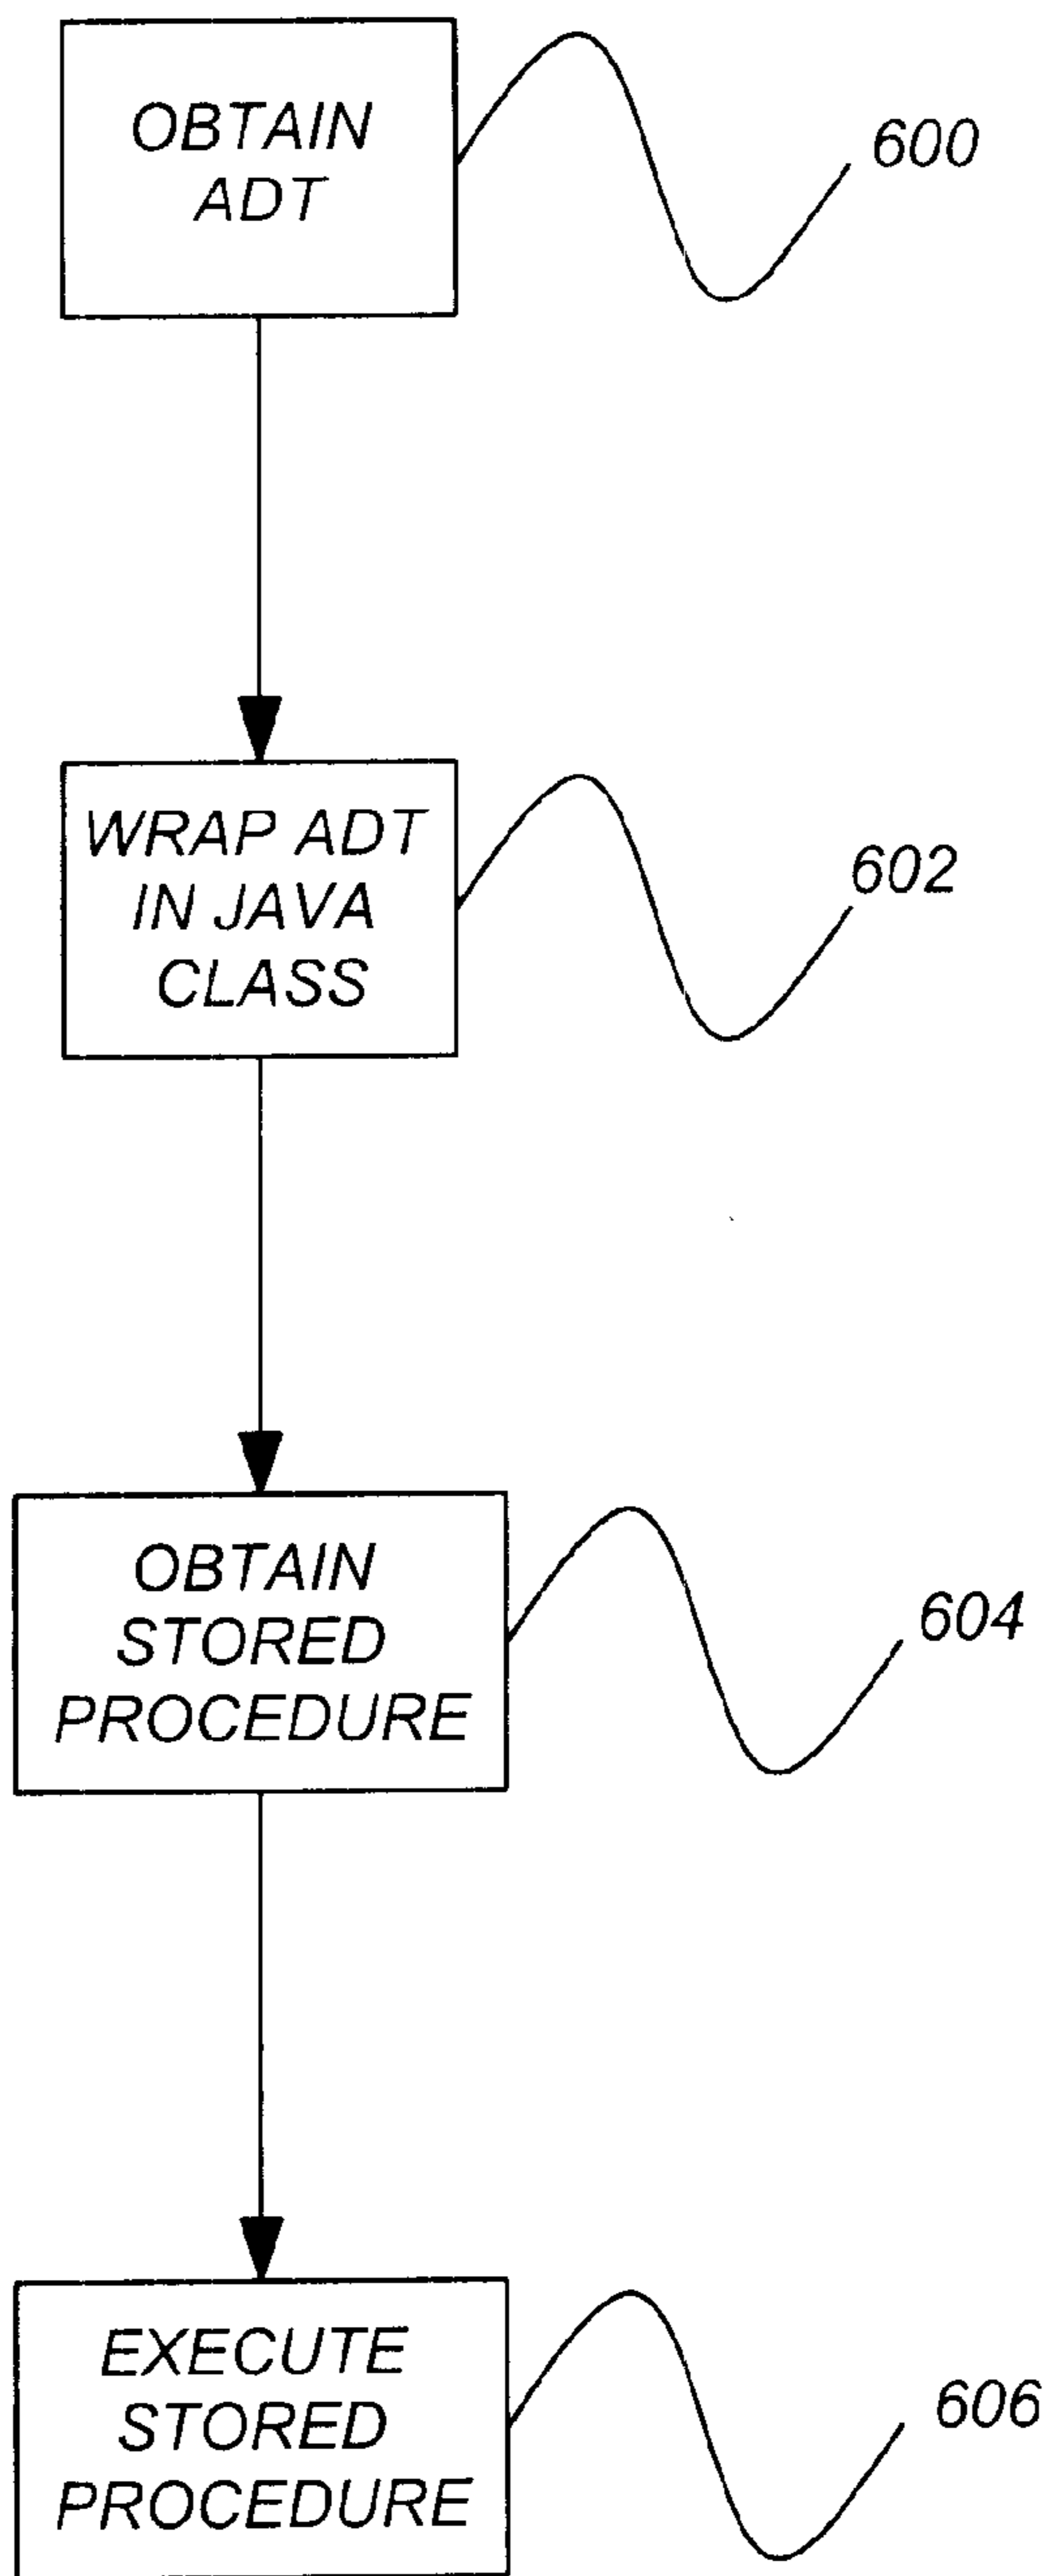 OBTAIN
ADT
600
WRAP ADT
IN JAVA
CLASS
602
OBTAIN
STORED
PROCEDURE
604
EXECUTE
STORED
PROCEDURE
606